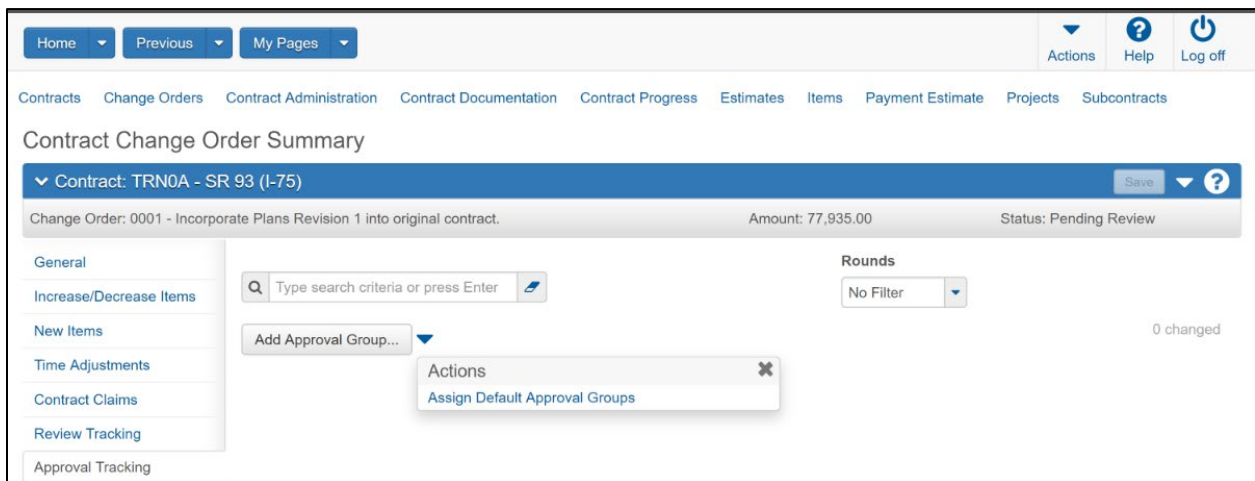 Home Previous My Pages Actions Help Log off
Contracts Change Orders Contract Administration Contract Documentation Contract Progress Estimates Items Payment Estimate Projects Subcontracts
Contract Change Order Summary
Contract: TRN0A - SR 93 (I-75) Save ?
Change Order: 0001 - Incorporate Plans Revision 1 into original contract. Amount: 77,935.00 Status: Pending Review
General
Rounds
Increase/Decrease Items
Type search criteria or press Enter
No Filter
New Items
Add Approval Group...
0 changed
Time Adjustments
Actions
Contract Claims
Assign Default Approval Groups
Review Tracking
Approval Tracking